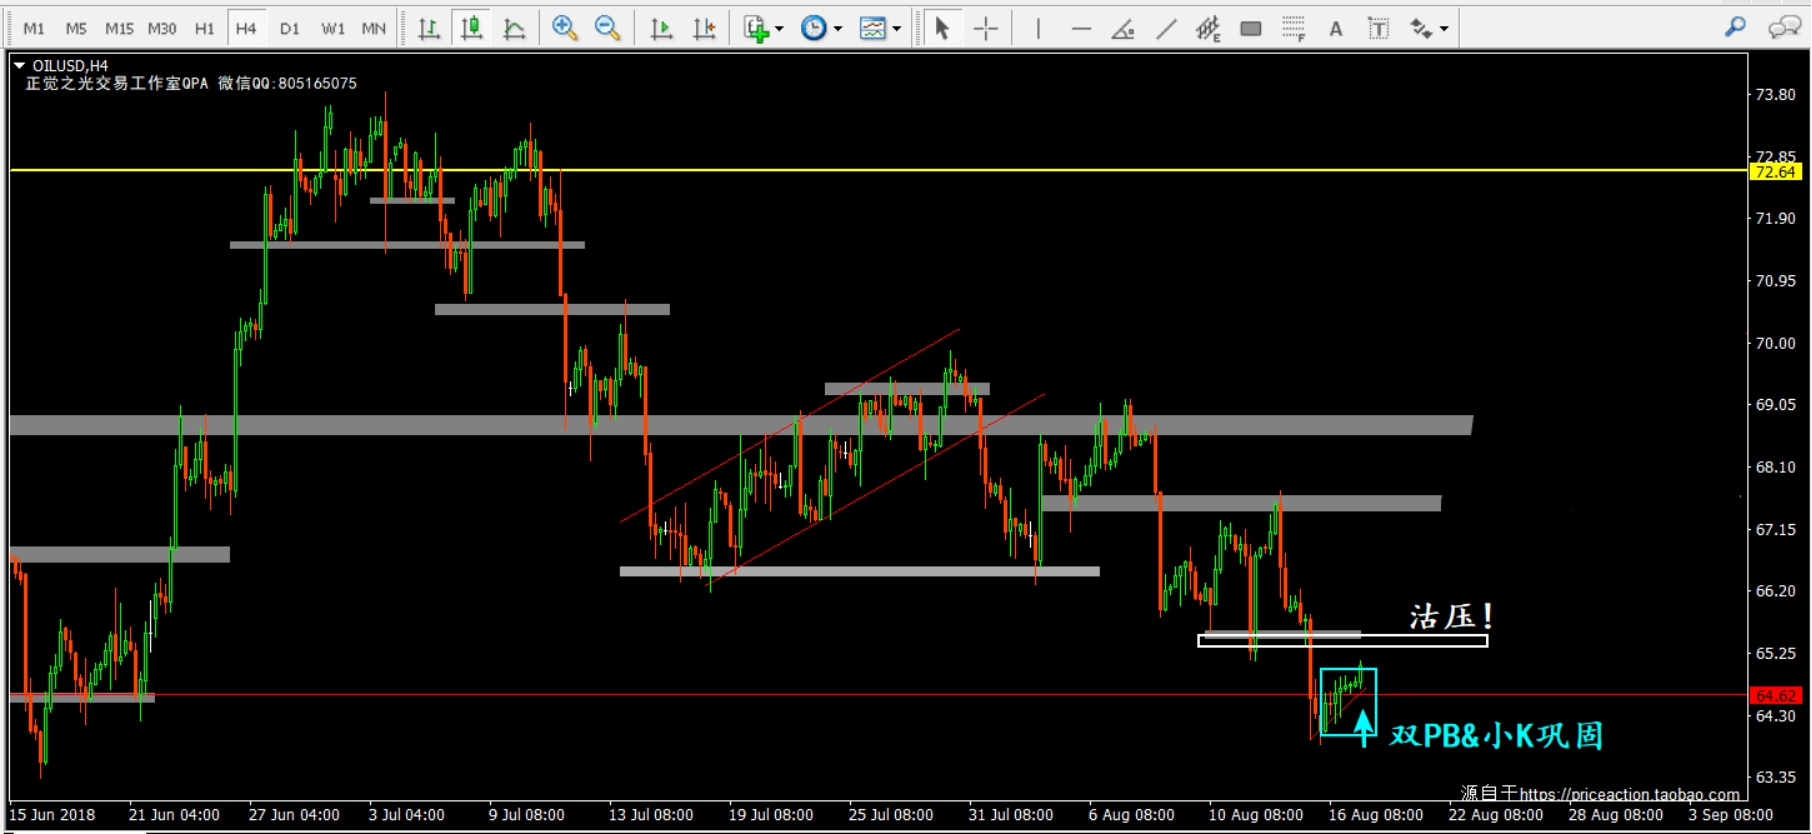 M1 M5 M15 M30 H1 H4 D1 W1 MN E F A T
OILUSD,H4
正觉之光交易工作室QPA 微信QQ:805165075
73.80
72.85
72.64
71.90
70.95
70.00
69.05
68.10
67.15
66.20
沽压!
65.25
64.62
64.30
双PB&小K巩固
63.35
源自于https://priceaction.taobao.com
15 Jun 2018 21 Jun 04:00 27 Jun 04:00 3 Jul 04:00 9 Jul 08:00 13 Jul 08:00 19 Jul 08:00 25 Jul 08:00 31 Jul 08:00 6 Aug 08:00 10 Aug 08:00 16 Aug 08:00 22 Aug 08:00 28 Aug 08:00 3 Sep 08:00